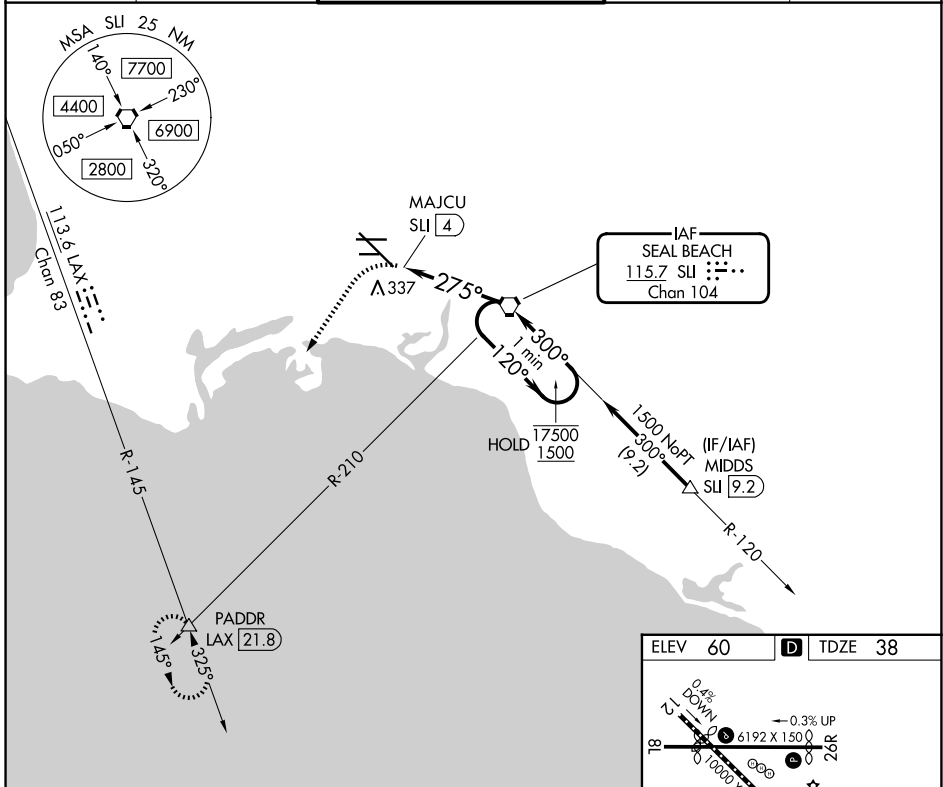 MSA SLI 25 NM
140°
7700
230°
4400
6900
050°
2800
320°
113.6 LAX
Chan 83
MAJCU
SLI 4
337
275°
IAF
SEAL BEACH
115.7 SLI
Chan 104
300°
1 min
120°
HOLD 17500
1500
1500 NoPT
300°
(9.2)
(IF/IAF)
MIDDS
SLI 9.2
R-120
R-210
R-145
PADDR
LAX 21.8
145°
325°
ELEV 60 D TDZE 38
0.4%
DOWN
12
0.3% UP
8L
6192 X 150
26R
P
P
10000 X